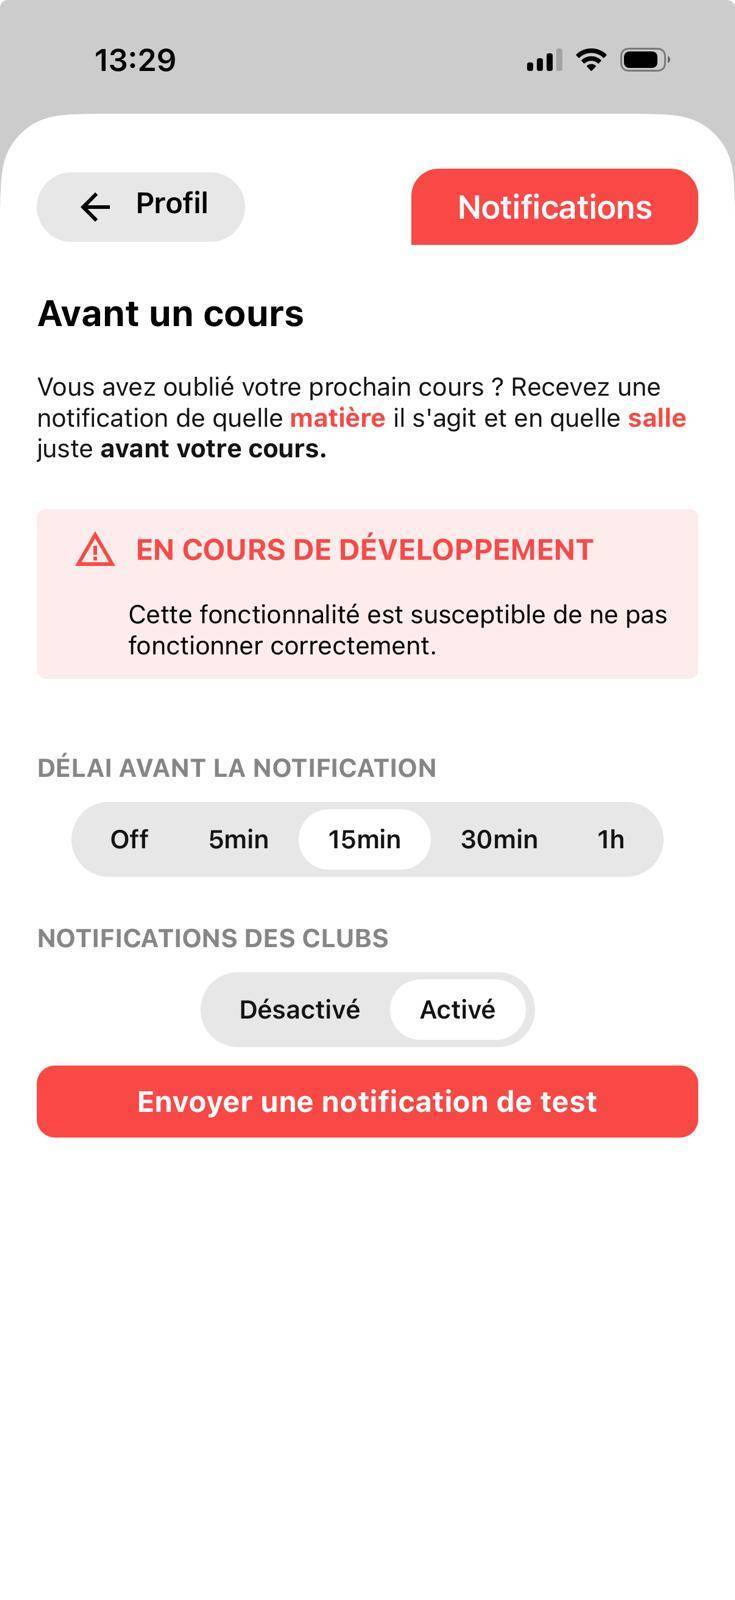 13:29
Profil
Notifications
Avant un cours
Vous avez oublié votre prochain cours ? Recevez une
notification de quelle matière il s'agit et en quelle salle
juste avant votre cours.
EN COURS DE DÉVELOPPEMENT
Cette fonctionnalité est susceptible de ne pas
fonctionner correctement.
DÉLAI AVANT LA NOTIFICATION
Off 5min 15min 30min 1h
NOTIFICATIONS DES CLUBS
Désactivé Activé
Envoyer une notification de test